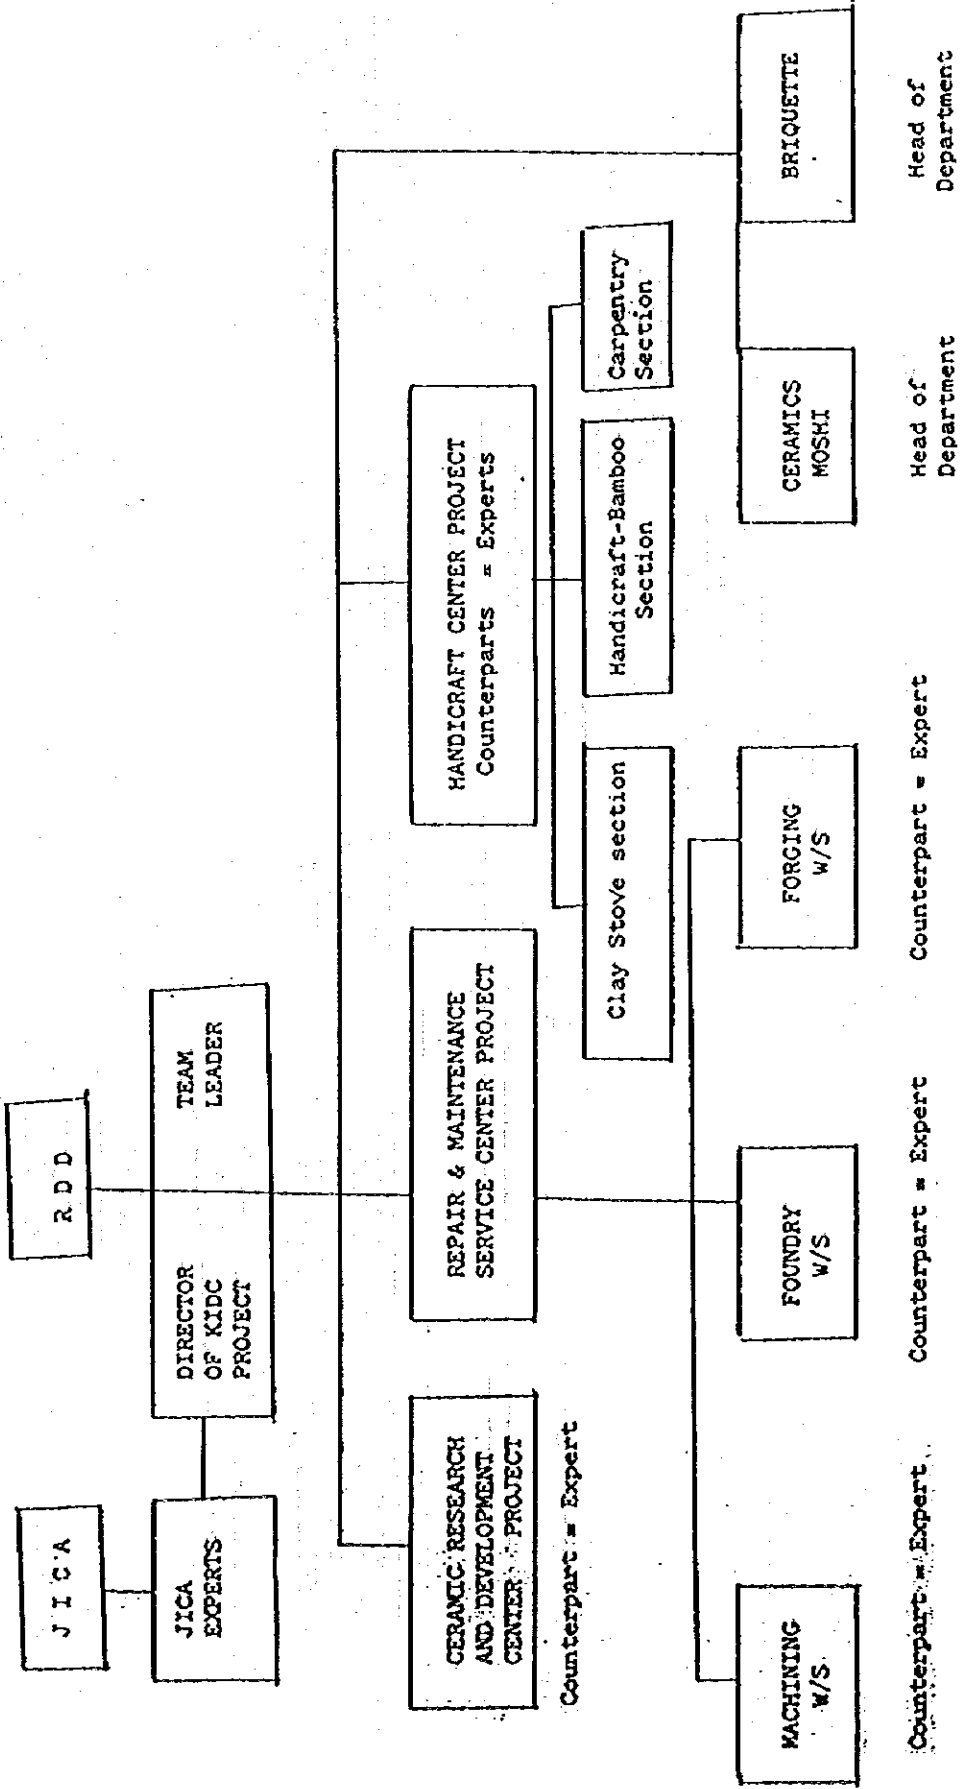 J I C A
R D D
JICA
EXPERTS
DIRECTOR
OF KIDC
PROJECT
TEAM
LEADER
CERAMIC RESEARCH
AND DEVELOPMENT
CENTER PROJECT
Counterpart = Expert
REPAIR & MAINTENANCE
SERVICE CENTER PROJECT
HANDICRAFT CENTER PROJECT
Counterparts = Experts
Clay Stove section
Handicraft-Bamboo
Section
Carpentry
Section
MACHINING
W/S
Counterpart = Expert
FOUNDRY
W/S
Counterpart = Expert
FORGING
W/S
Counterpart = Expert
CERAMICS
MOSHI
Head of
Department
BRIQUETTE
Head of
Department